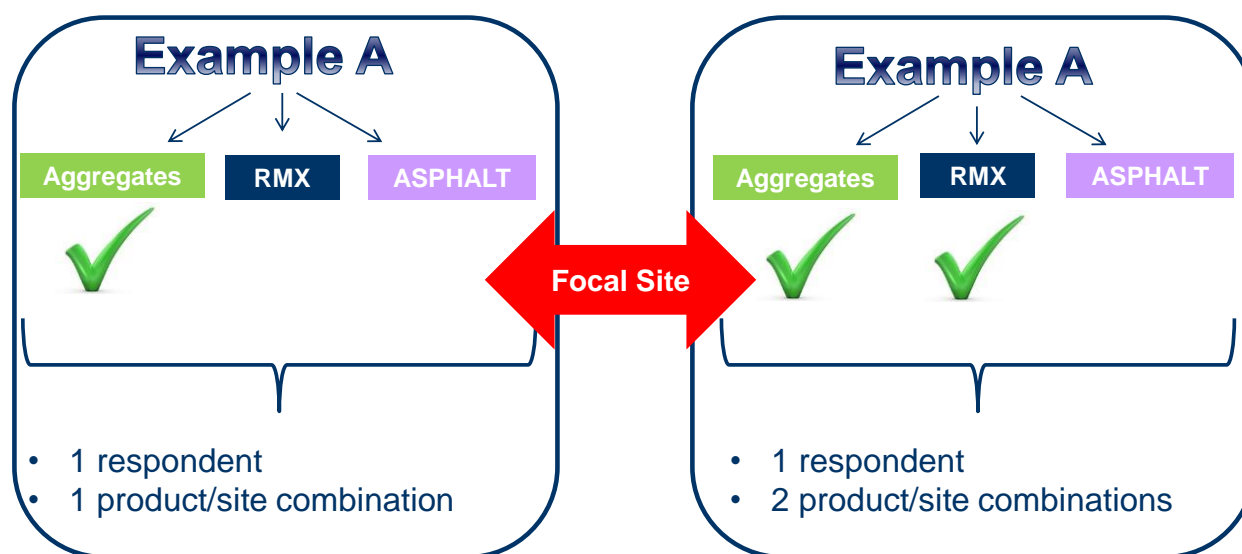 Example A
Aggregates RMX ASPHALT
• 1 respondent
• 1 product/site combination
Focal Site
Example A
Aggregates RMX ASPHALT
• 1 respondent
• 2 product/site combinations